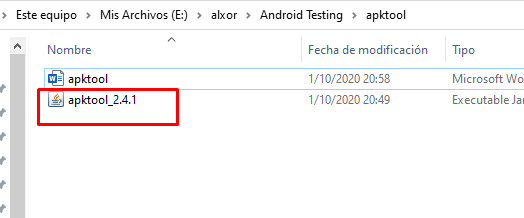 Este equipo > Mis Archivos (E:) > alxor > Android Testing > apktool
Nombre Fecha de modificación Tipo
apktool 1/10/2020 20:58 Microsoft Wo
apktool_2.4.1 1/10/2020 20:49 Executable Jar